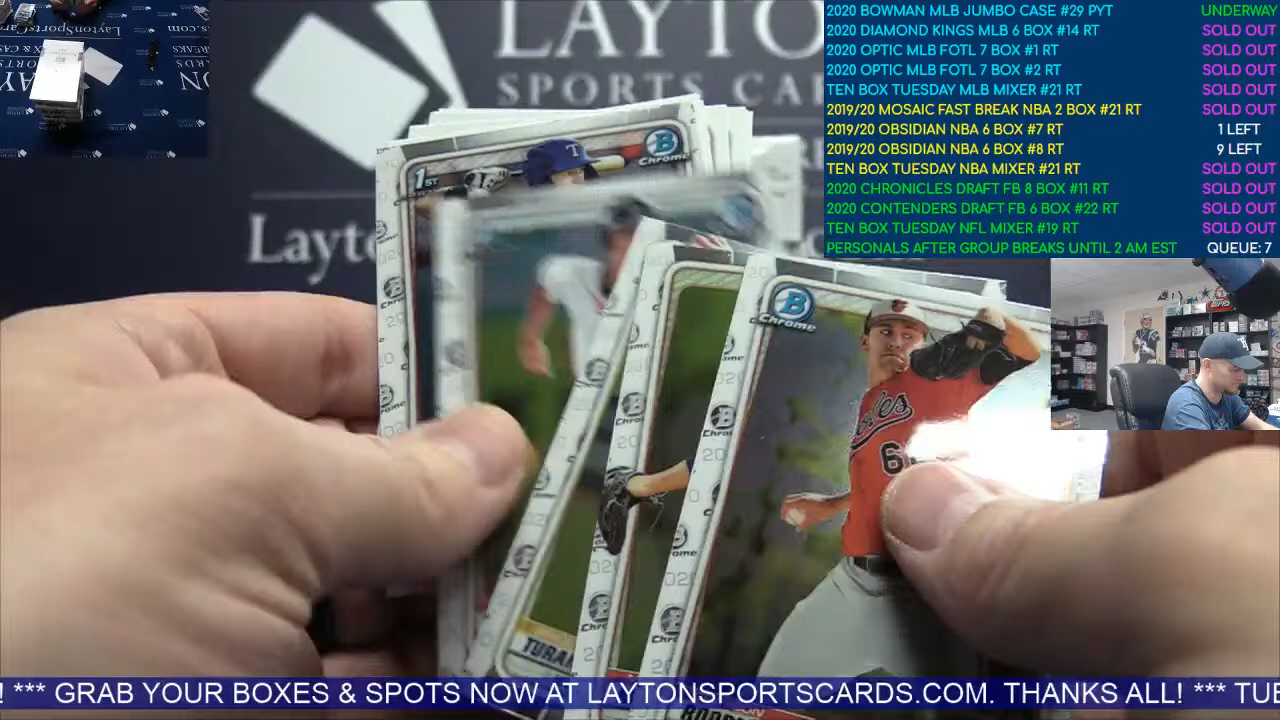 2020 BOWMAN MLB JUMBO CASE #29 PYT UNDERWAY
2020 DIAMOND KINGS MLB 6 BOX #14 RT SOLD OUT
2020 OPTIC MLB FOTL 7 BOX #1 RT SOLD OUT
2020 OPTIC MLB FOTL 7 BOX #2 RT SOLD OUT
TEN BOX TUESDAY MLB MIXER #21 RT SOLD OUT
2019/20 MOSAIC FAST BREAK NBA 2 BOX #21 RT SOLD OUT
2019/20 OBSIDIAN NBA 6 BOX #7 RT 1 LEFT
2019/20 OBSIDIAN NBA 6 BOX #8 RT 9 LEFT
TEN BOX TUESDAY NBA MIXER #21 RT SOLD OUT
2020 CHRONICLES DRAFT FB 8 BOX #11 RT SOLD OUT
2020 CONTENDERS DRAFT FB 6 BOX #22 RT SOLD OUT
TEN BOX TUESDAY NFL MIXER #19 RT SOLD OUT
PERSONALS AFTER GROUP BREAKS UNTIL 2 AM EST QUEUE: 7
LAYTO
SPORTS CA
Layto
1ST
B
Chrome
T
B
Chrome
Orioles
6
TURA
RODR
! *** GRAB YOUR BOXES & SPOTS NOW AT LAYTONSPORTSCARDS.COM. THANKS ALL! *** TUE